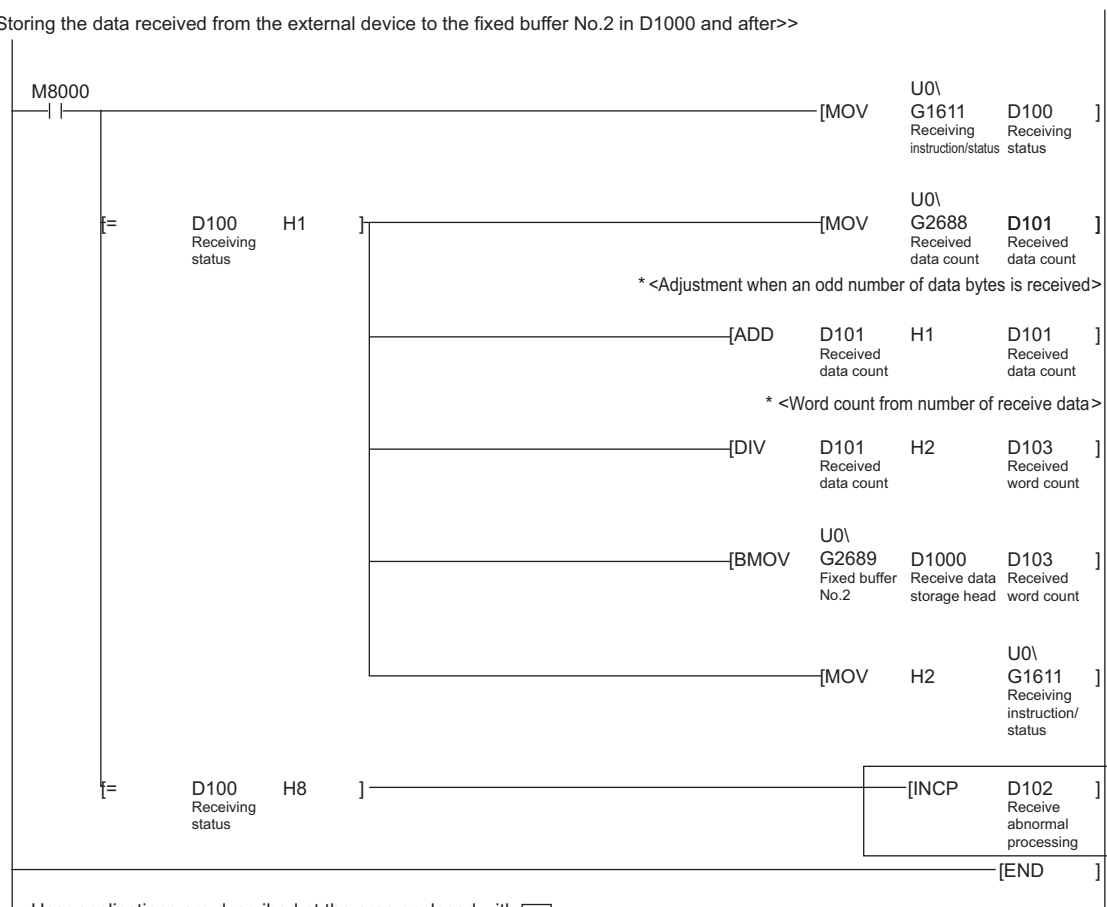 Storing the data received from the external device to the fixed buffer No.2 in D1000 and after>>
M8000
[MOV U0\ G1611 D100 ]
Receiving instruction/status
Receiving status
[= D100 H1 ]
Receiving status
[MOV U0\ G2688 D101 ]
Received data count
Received data count
* <Adjustment when an odd number of data bytes is received>
[ADD D101 H1 D101 ]
Received data count
Received data count
* <Word count from number of receive data>
[DIV D101 H2 D103 ]
Received data count
Received word count
[BMOV U0\ G2689 D1000 D103 ]
Fixed buffer No.2
Receive data storage head
Received word count
[MOV H2 U0\ G1611 ]
Receiving instruction/ status
[= D100 H8 ]
Receiving status
[INCP D102 ]
Receive abnormal processing
[END ]